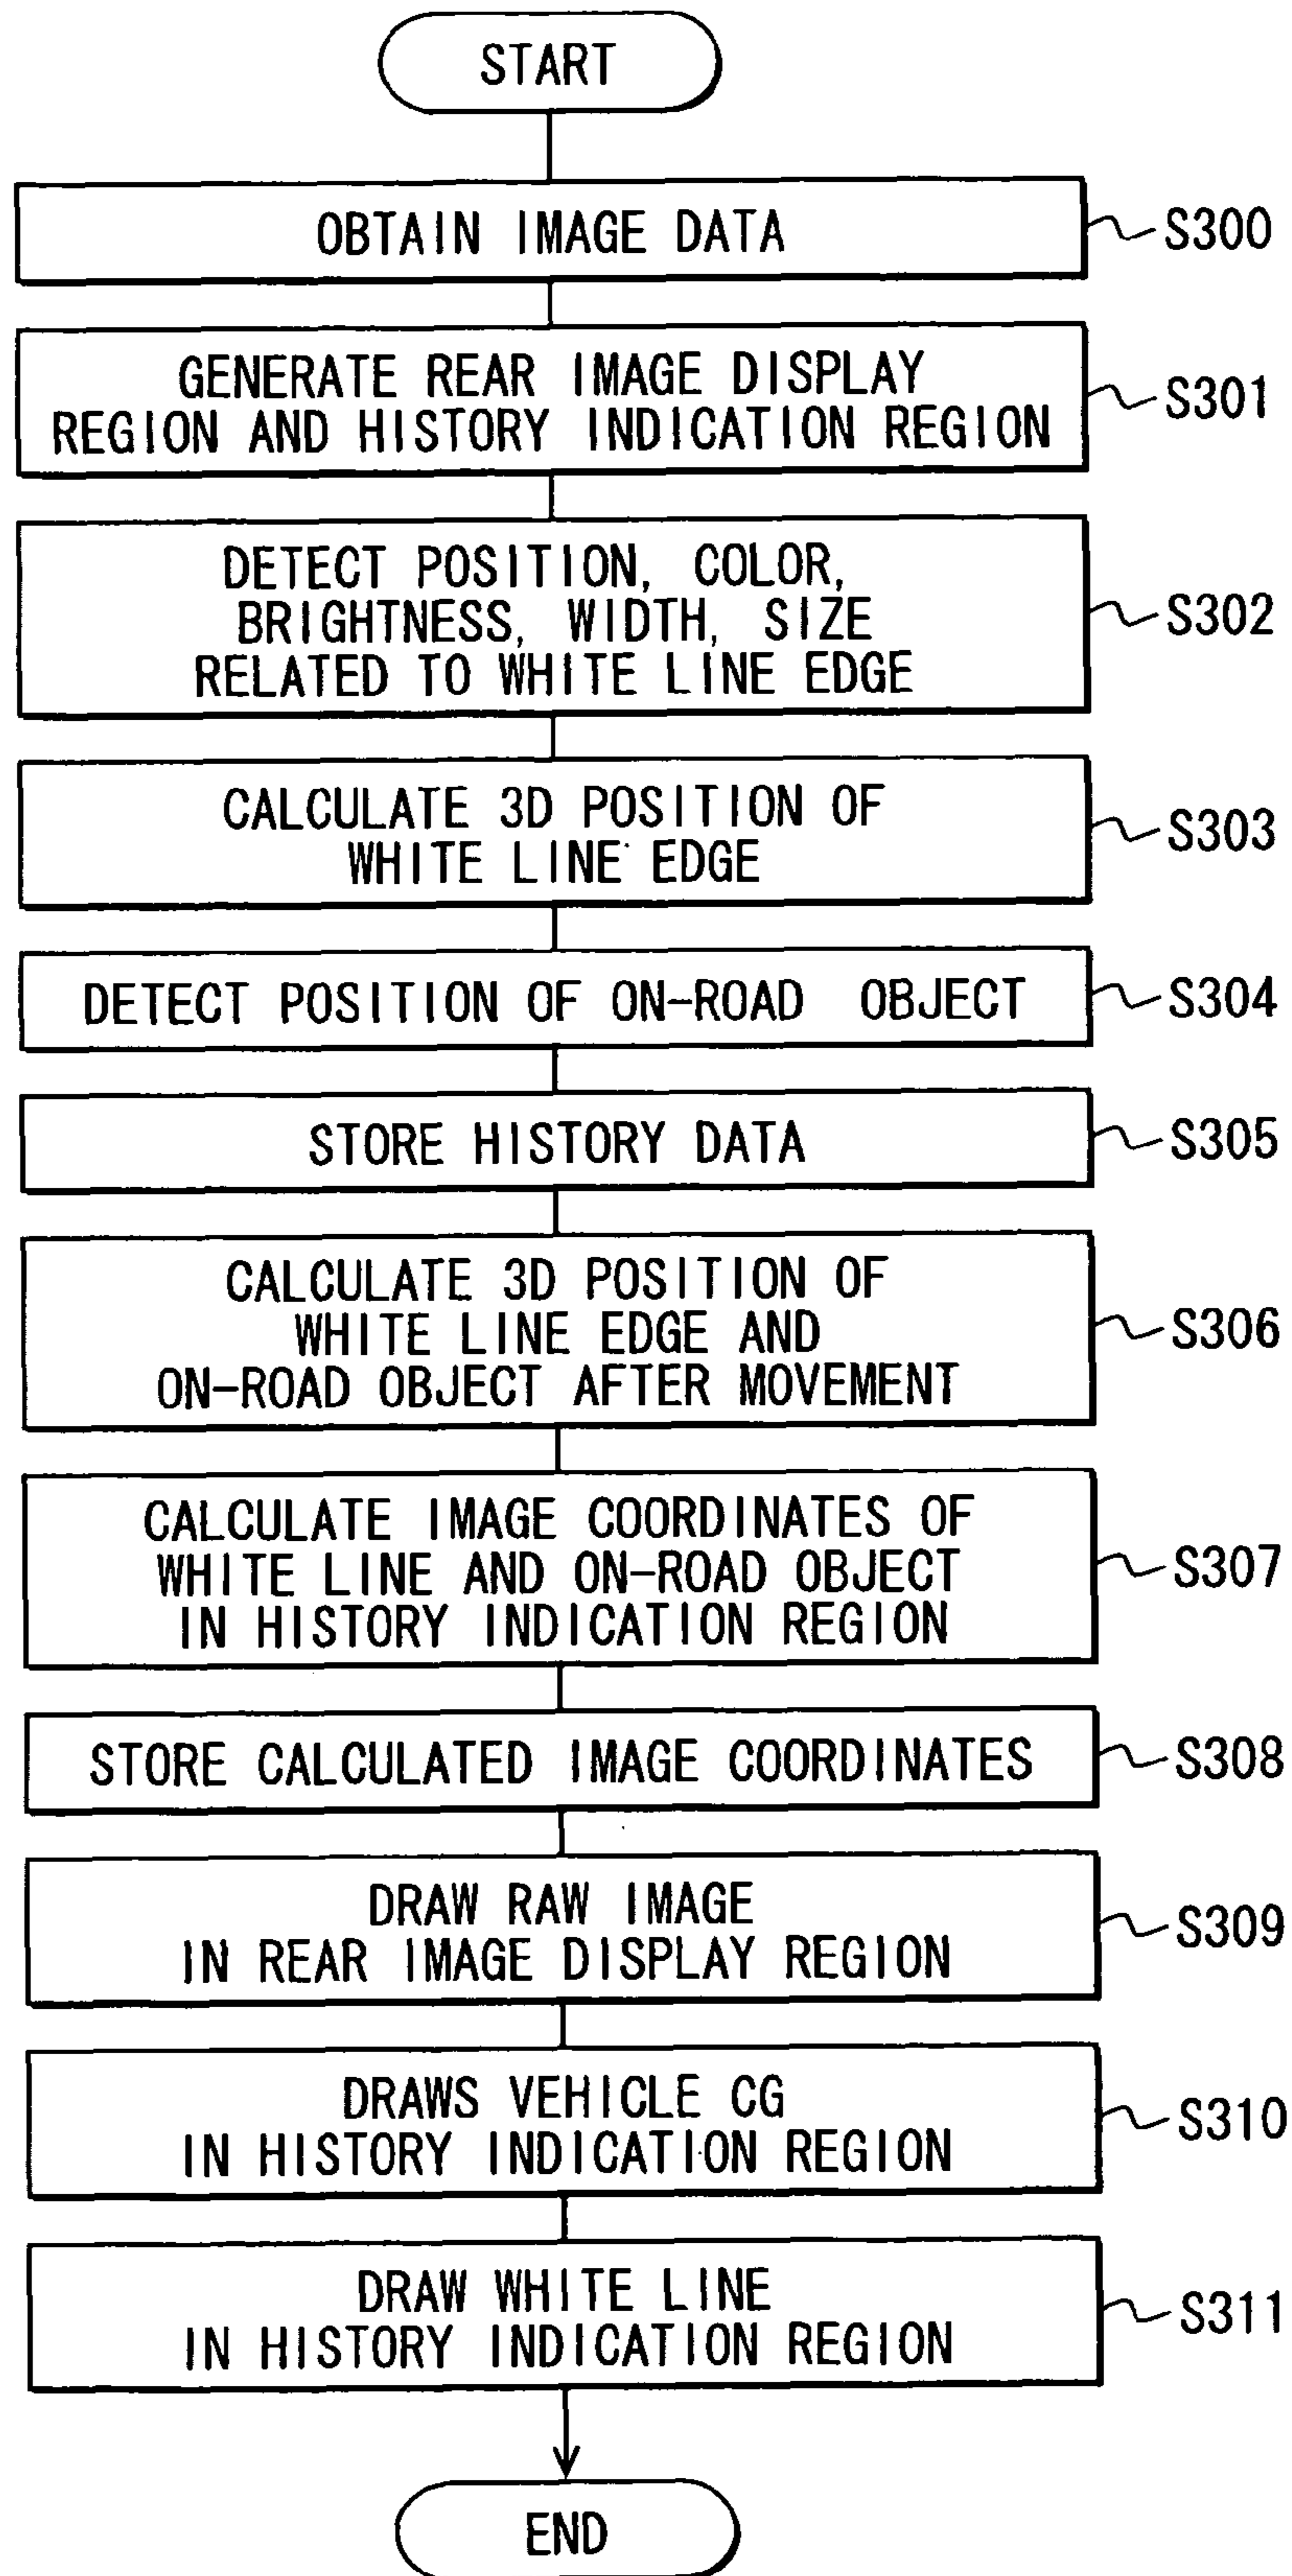 START
OBTAIN IMAGE DATA
S300
GENERATE REAR IMAGE DISPLAY
REGION AND HISTORY INDICATION REGION
S301
DETECT POSITION, COLOR,
BRIGHTNESS, WIDTH, SIZE
RELATED TO WHITE LINE EDGE
S302
CALCULATE 3D POSITION OF
WHITE LINE EDGE
S303
DETECT POSITION OF ON-ROAD OBJECT
S304
STORE HISTORY DATA
S305
CALCULATE 3D POSITION OF
WHITE LINE EDGE AND
ON-ROAD OBJECT AFTER MOVEMENT
S306
CALCULATE IMAGE COORDINATES OF
WHITE LINE AND ON-ROAD OBJECT
IN HISTORY INDICATION REGION
S307
STORE CALCULATED IMAGE COORDINATES
S308
DRAW RAW IMAGE
IN REAR IMAGE DISPLAY REGION
S309
DRAWS VEHICLE CG
IN HISTORY INDICATION REGION
S310
DRAW WHITE LINE
IN HISTORY INDICATION REGION
S311
END